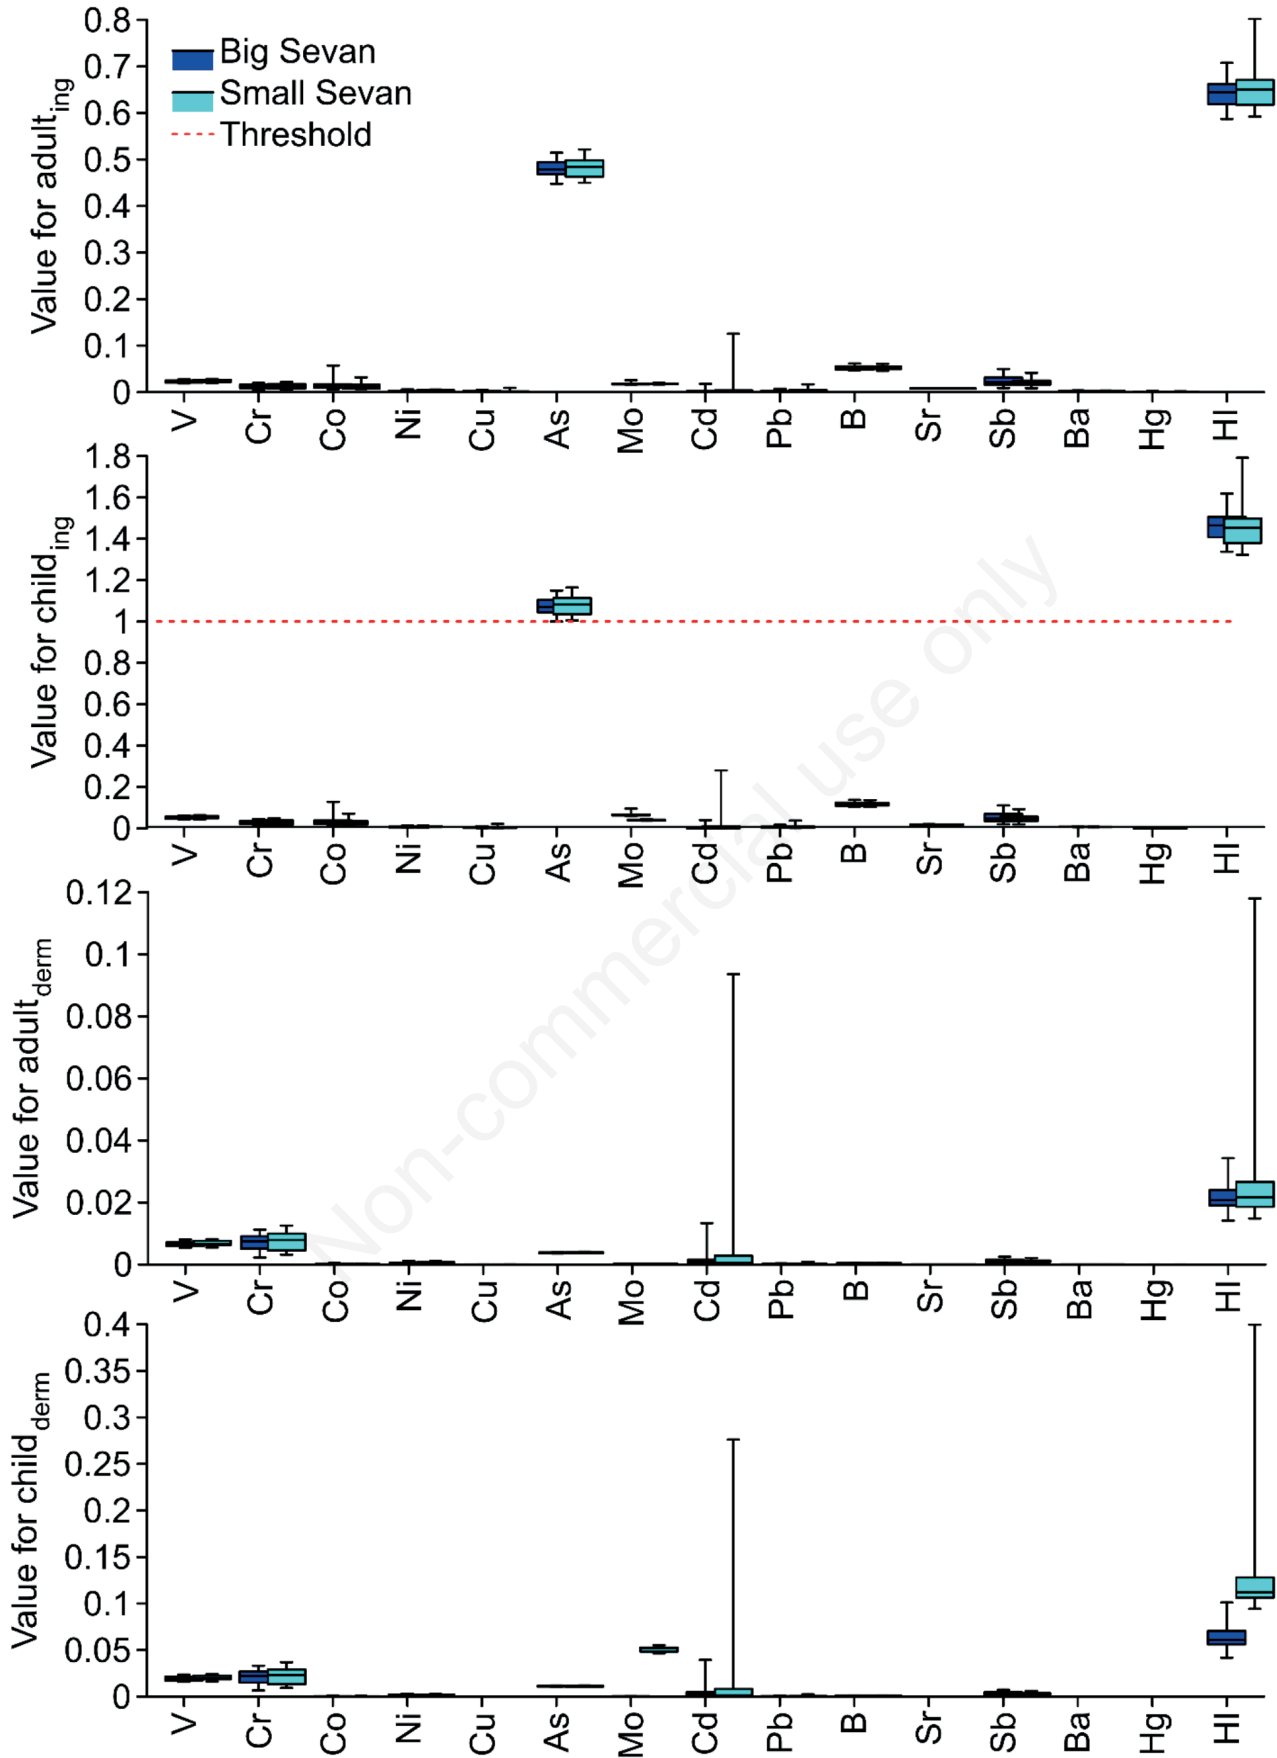 Big Sevan
Small Sevan
Threshold
Value for adult_ing
0.8
0.7
0.6
0.5
0.4
0.3
0.2
0.1
0
V Cr Co Ni Cu As Mo Cd Pb B Sr Sb Ba Hg HI
Value for child_ing
1.8
1.6
1.4
1.2
1
0.8
0.6
0.4
0.2
0
V Cr Co Ni Cu As Mo Cd Pb B Sr Sb Ba Hg HI
Value for adult_derm
0.12
0.1
0.08
0.06
0.04
0.02
0
V Cr Co Ni Cu As Mo Cd Pb B Sr Sb Ba Hg HI
Value for child_derm
0.4
0.35
0.3
0.25
0.2
0.15
0.1
0.05
0
V Cr Co Ni Cu As Mo Cd Pb B Sr Sb Ba Hg HI
Non-commercial use only